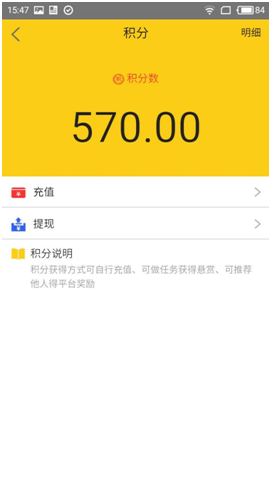 15:47
84
积分
明细
积分数
570.00
充值
提现
积分说明
积分获得方式可自行充值、可做任务获得悬赏、可推荐
他人得平台奖励